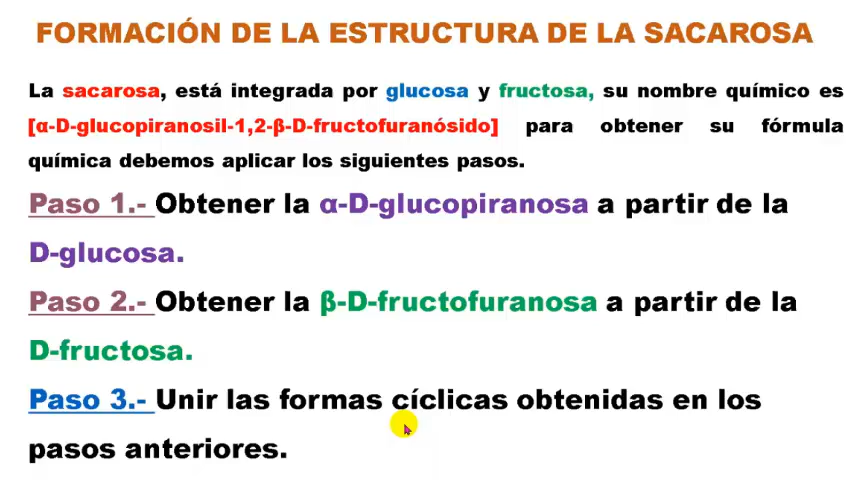 FORMACIÓN DE LA ESTRUCTURA DE LA SACAROSA
La sacarosa, está integrada por glucosa y fructosa, su nombre químico es
[α-D-glucopiranosil-1,2-β-D-fructofuranósido] para obtener su fórmula
química debemos aplicar los siguientes pasos.
Paso 1.- Obtener la α-D-glucopiranosa a partir de la
D-glucosa.
Paso 2.- Obtener la β-D-fructofuranosa a partir de la
D-fructosa.
Paso 3.- Unir las formas cíclicas obtenidas en los
pasos anteriores.